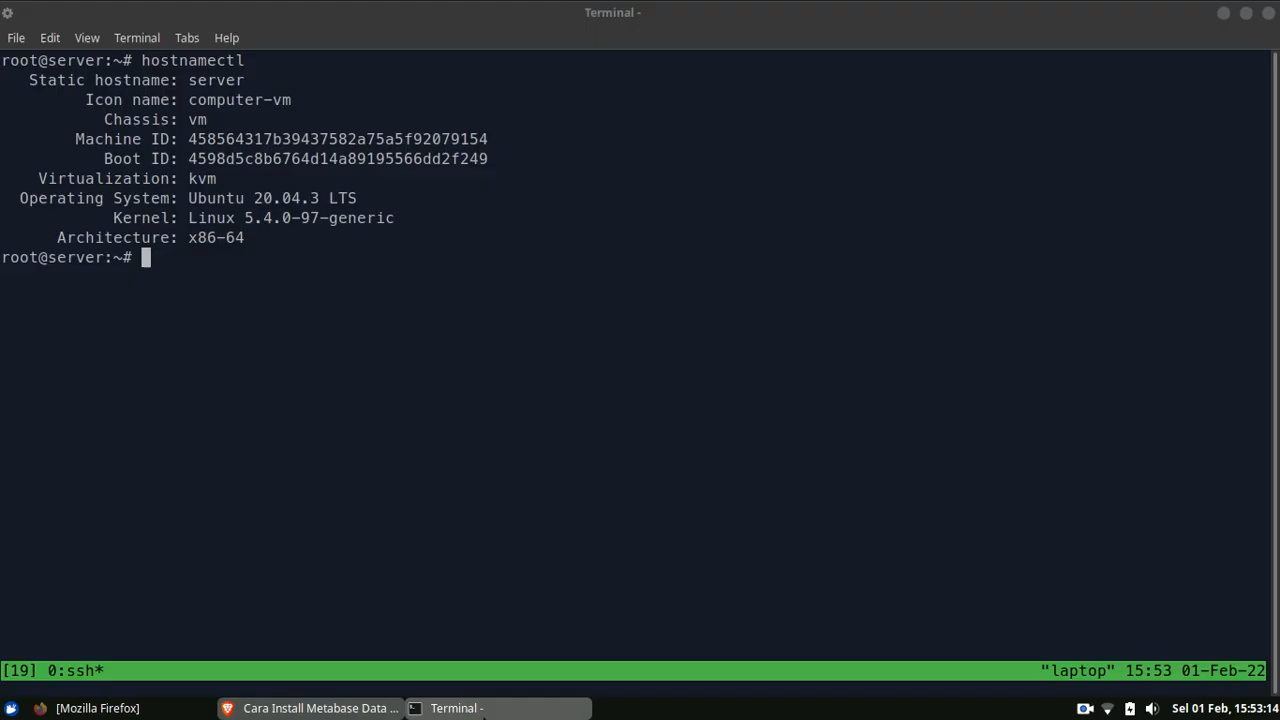 Terminal -
File Edit View Terminal Tabs Help
root@server:~# hostnamectl
Static hostname: server
Icon name: computer-vm
Chassis: vm
Machine ID: 458564317b39437582a75a5f92079154
Boot ID: 4598d5c8b6764d14a89195566dd2f249
Virtualization: kvm
Operating System: Ubuntu 20.04.3 LTS
Kernel: Linux 5.4.0-97-generic
Architecture: x86-64
root@server:~#
[19] 0:ssh* "laptop" 15:53 01-Feb-22
[Mozilla Firefox] Cara Install Metabase Data ... Terminal - Sel 01 Feb, 15:53:14